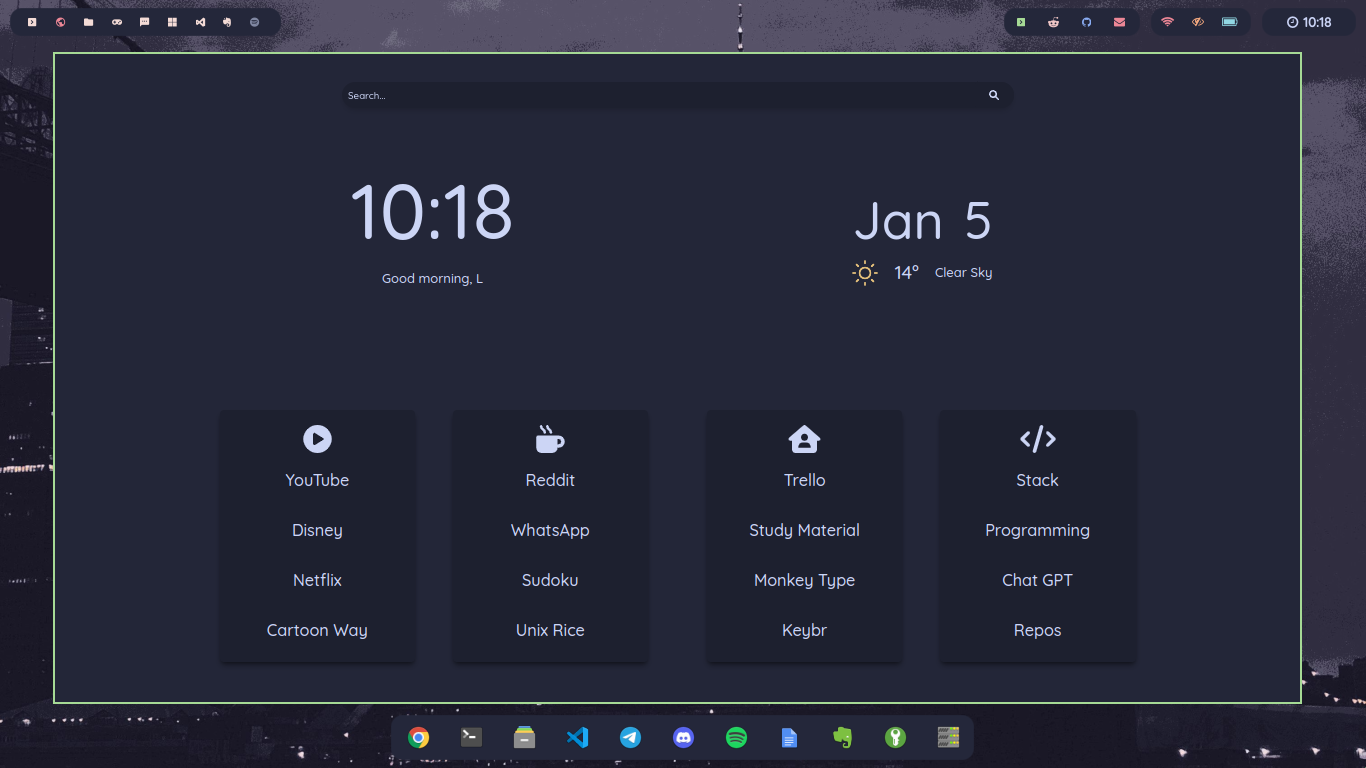 10:18
Search...
10:18
Good morning, L
Jan 5
14° Clear Sky
YouTube
Disney
Netflix
Cartoon Way
Reddit
WhatsApp
Sudoku
Unix Rice
Trello
Study Material
Monkey Type
Keybr
Stack
Programming
Chat GPT
Repos